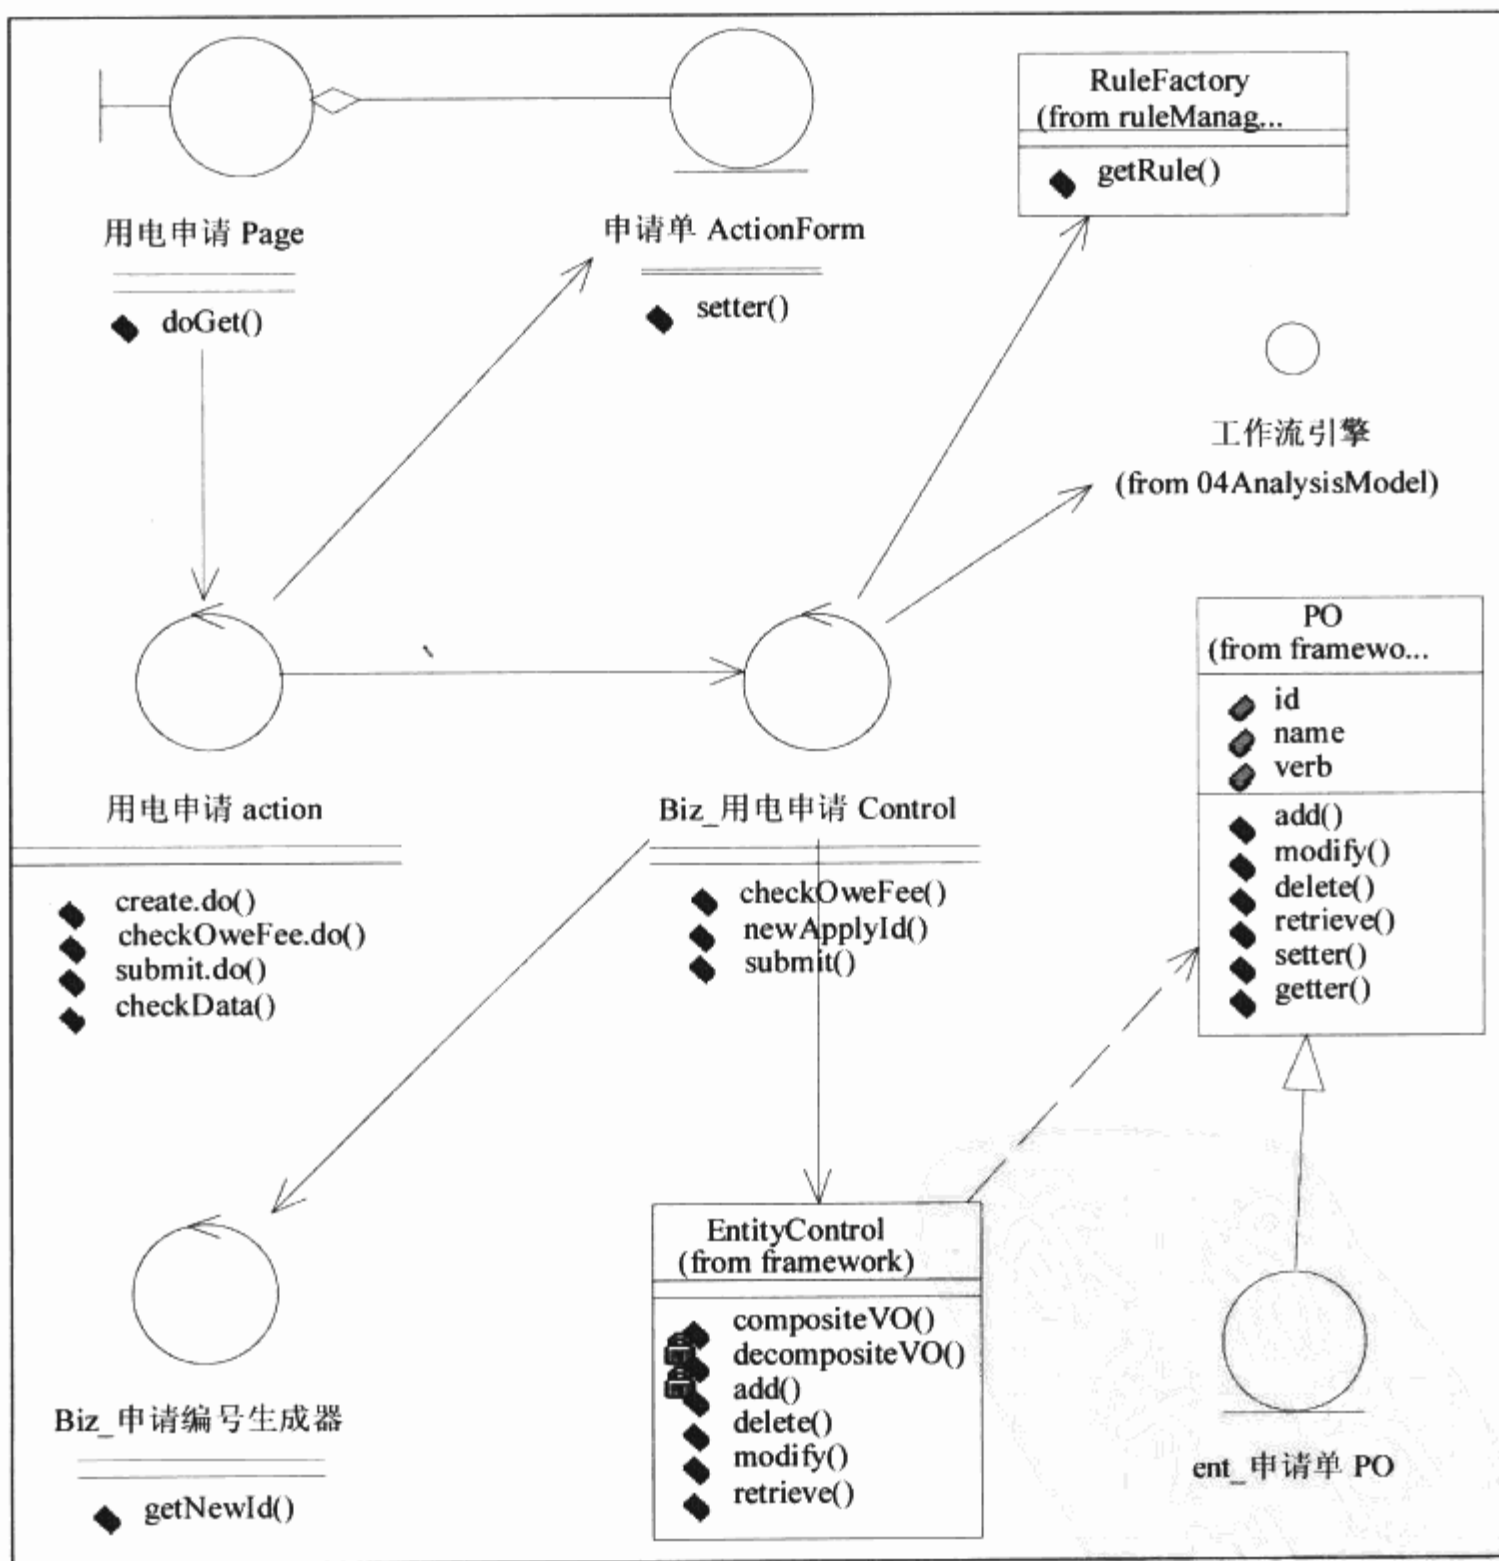 用电申请 Page
doGet()
申请单 ActionForm
setter()
RuleFactory
(from ruleManag...
getRule()
工作流引擎
(from 04AnalysisModel)
用电申请 action
create.do()
checkOweFee.do()
submit.do()
checkData()
Biz_用电申请 Control
checkOweFee()
newApplyId()
submit()
PO
(from framewo...
id
name
verb
add()
modify()
delete()
retrieve()
setter()
getter()
Biz_申请编号生成器
getNewId()
EntityControl
(from framework)
compositeVO()
decompositeVO()
add()
delete()
modify()
retrieve()
ent_申请单 PO